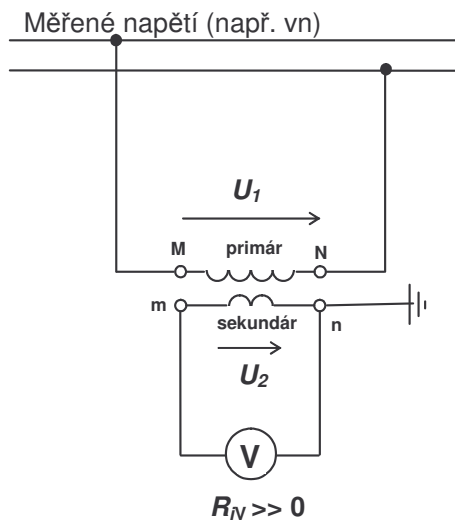 Měřené napětí (např. vn)
U1
M primár N
m sekundár n
U2
V
RiV >> 0